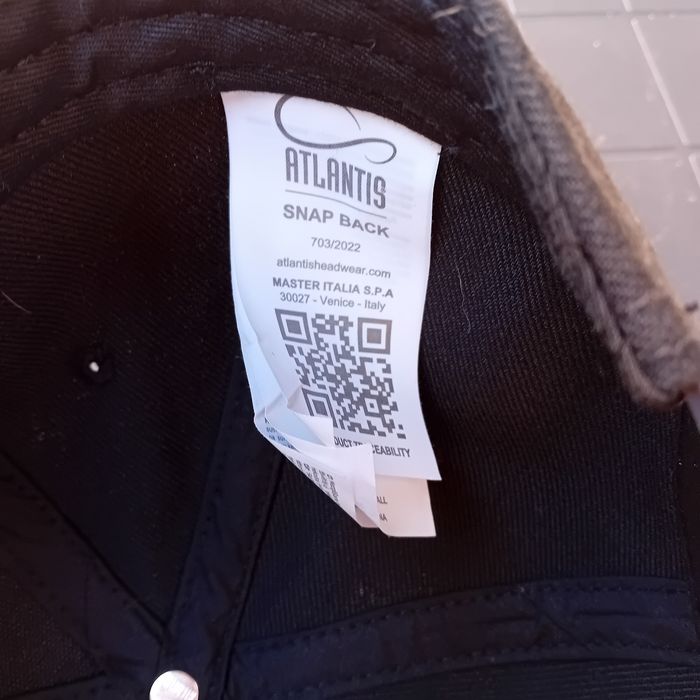 ATLANTIS
SNAP BACK
703/2022
atlantisheadwear.com
MASTER ITALIA S.P.A
30027 - Venice - Italy